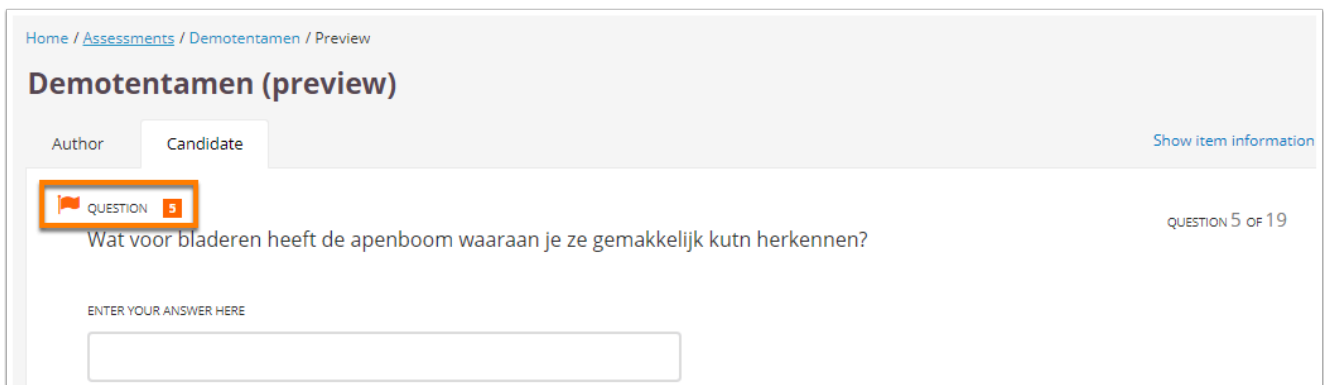 Home / Assessments / Demotentamen / Preview
Demotentamen (preview)
Author Candidate Show item information
QUESTION 5
QUESTION 5 OF 19
Wat voor bladeren heeft de apenboom waaraan je ze gemakkelijk kutn herkennen?
ENTER YOUR ANSWER HERE